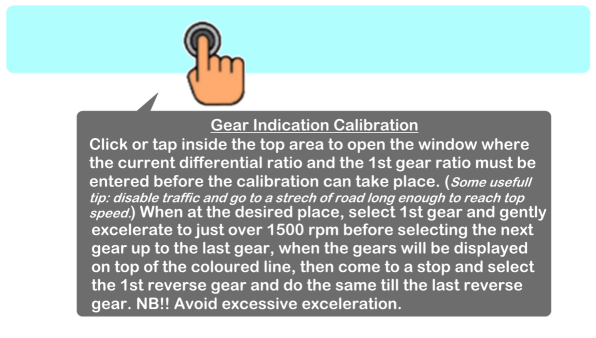 Gear Indication Calibration
Click or tap inside the top area to open the window where
the current differential ratio and the 1st gear ratio must be
entered before the calibration can take place. (Some usefull
tip: disable traffic and go to a strech of road long enough to reach top
speed.) When at the desired place, select 1st gear and gently
excelerate to just over 1500 rpm before selecting the next
gear up to the last gear, when the gears will be displayed
on top of the coloured line, then come to a stop and select
the 1st reverse gear and do the same till the last reverse
gear. NB!! Avoid excessive exceleration.